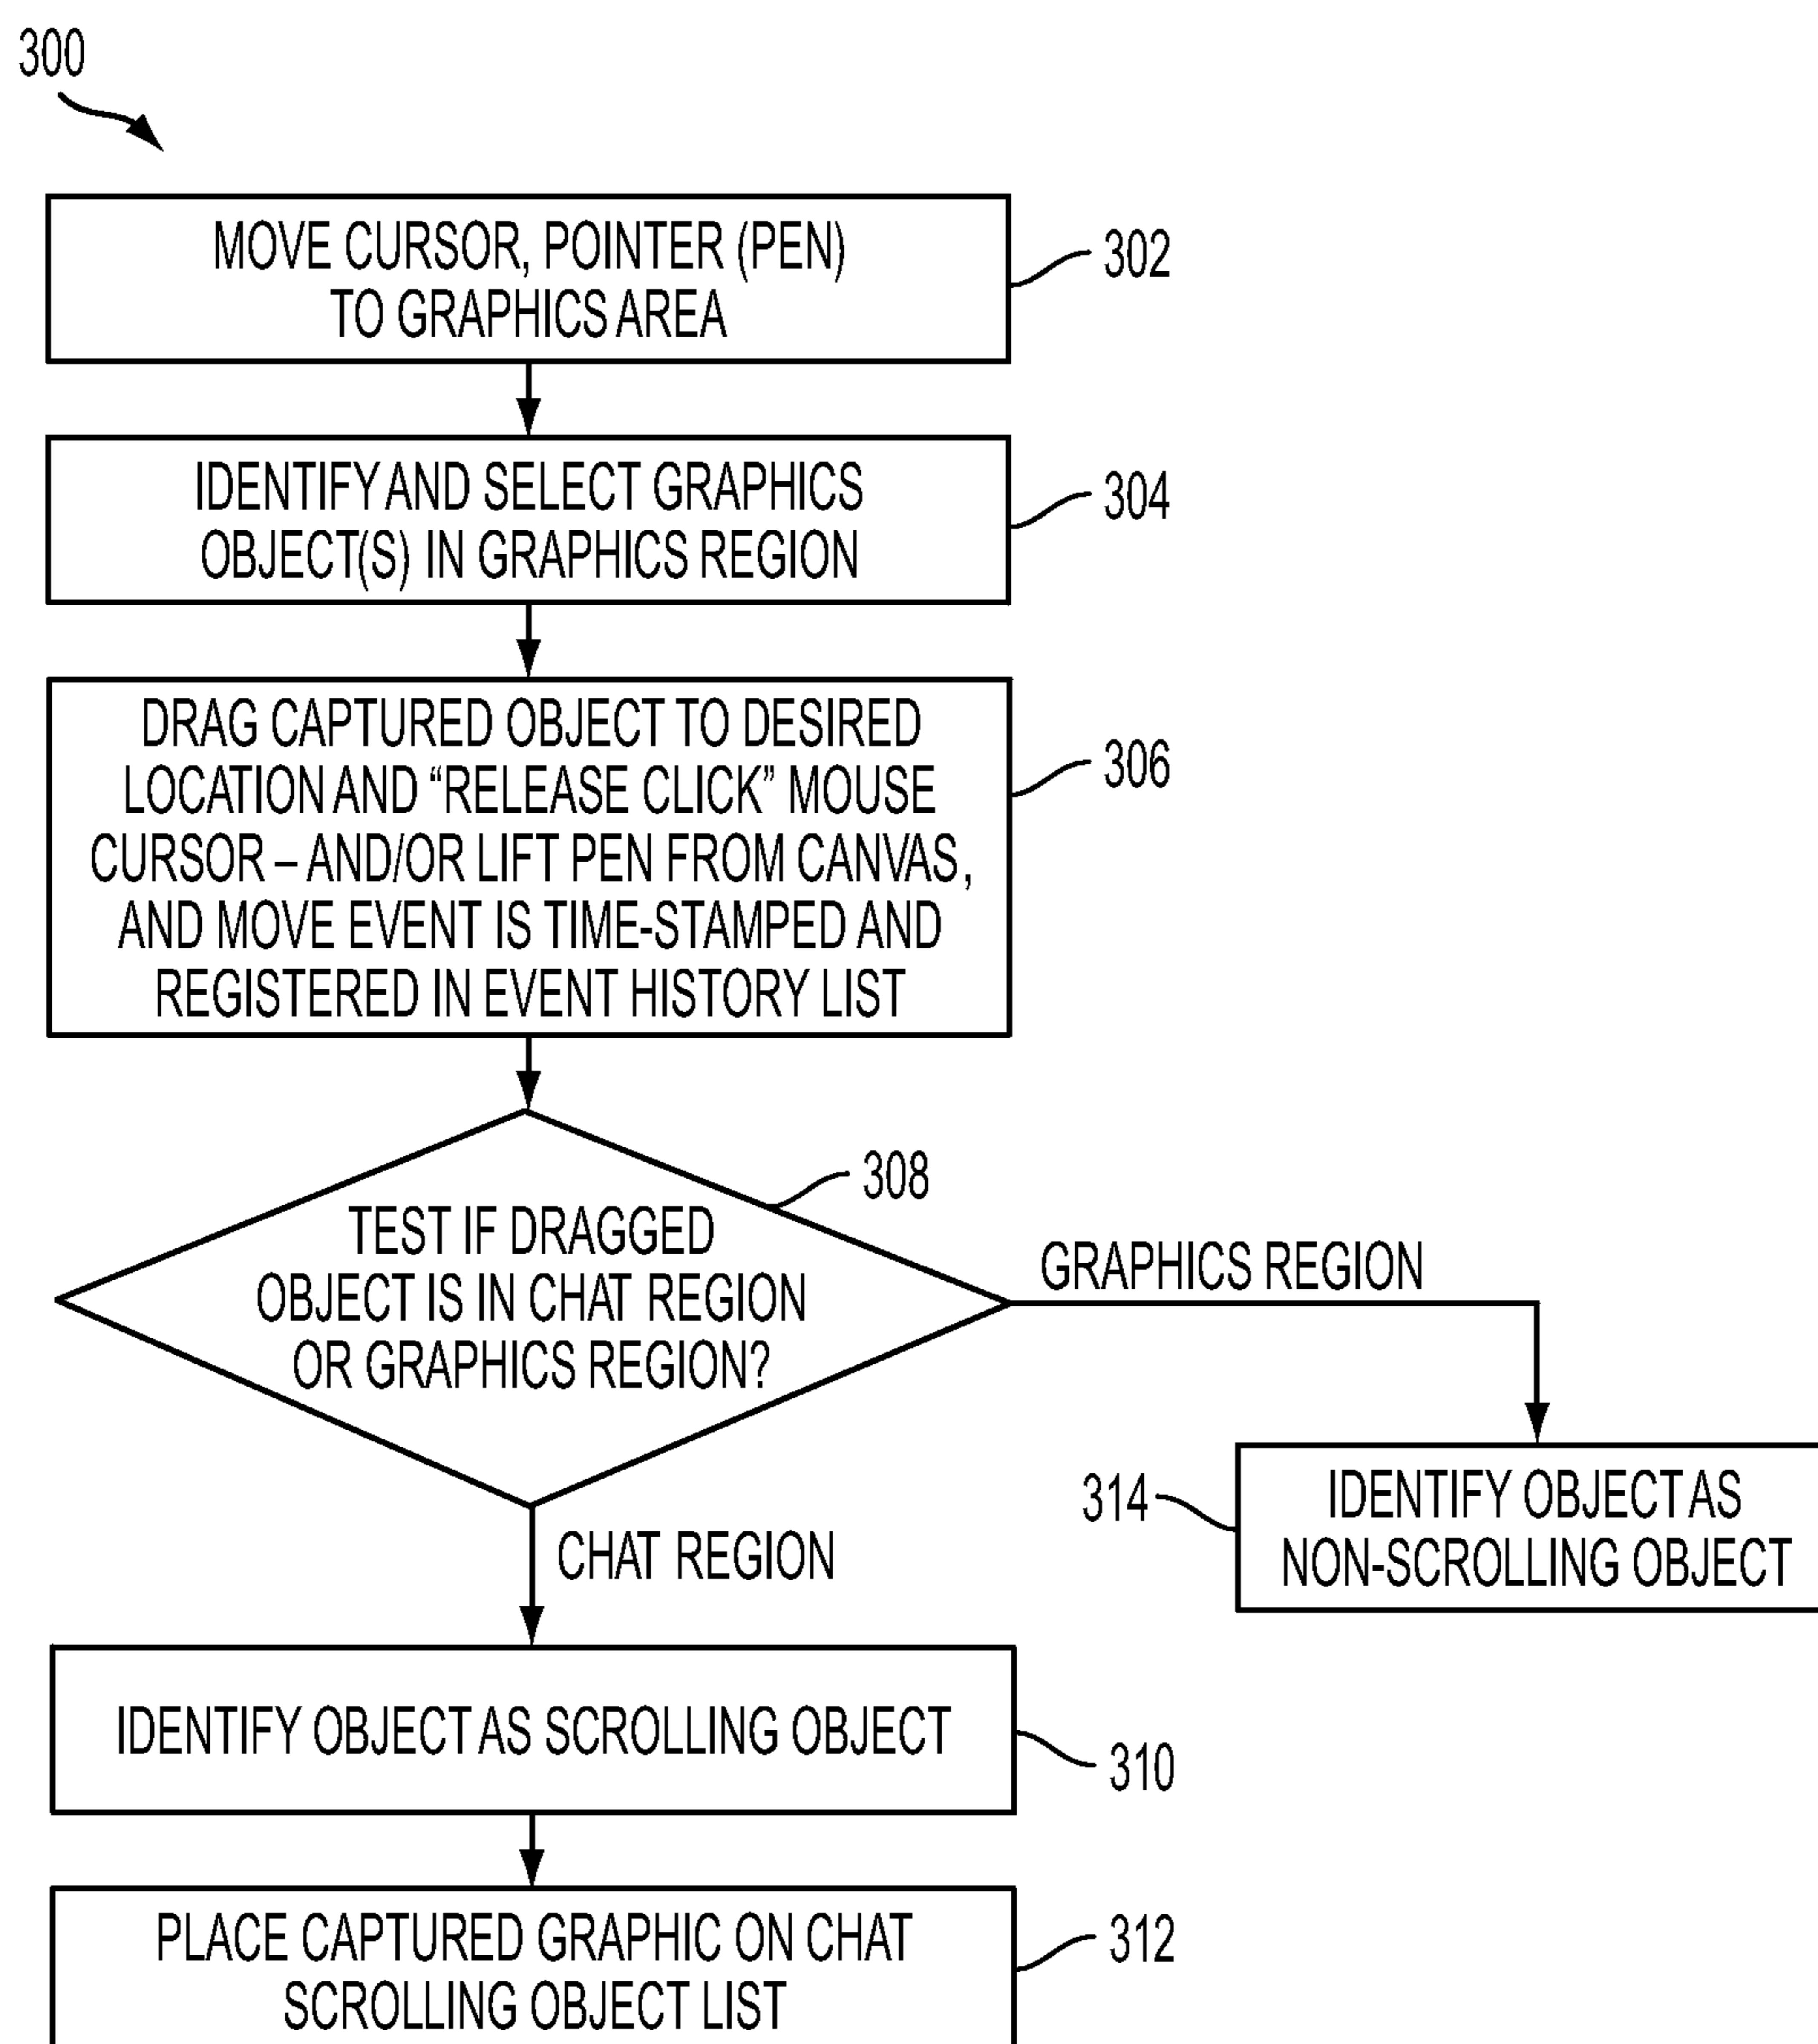 300
MOVE CURSOR, POINTER (PEN)
TO GRAPHICS AREA
302
IDENTIFY AND SELECT GRAPHICS
OBJECT(S) IN GRAPHICS REGION
304
DRAG CAPTURED OBJECT TO DESIRED
LOCATION AND “RELEASE CLICK” MOUSE
CURSOR – AND/OR LIFT PEN FROM CANVAS,
AND MOVE EVENT IS TIME-STAMPED AND
REGISTERED IN EVENT HISTORY LIST
306
308
TEST IF DRAGGED
OBJECT IS IN CHAT REGION
OR GRAPHICS REGION?
GRAPHICS REGION
314
IDENTIFY OBJECT AS
NON-SCROLLING OBJECT
CHAT REGION
IDENTIFY OBJECT AS SCROLLING OBJECT
310
PLACE CAPTURED GRAPHIC ON CHAT
SCROLLING OBJECT LIST
312